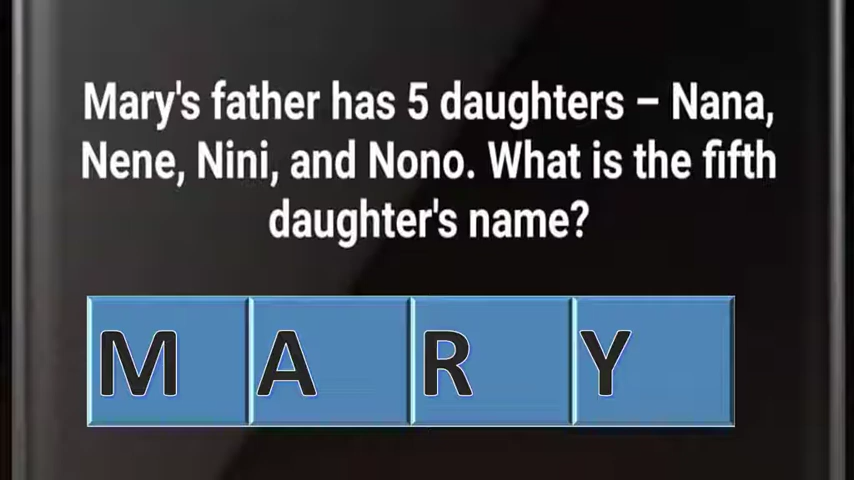 Mary's father has 5 daughters – Nana,
Nene, Nini, and Nono. What is the fifth
daughter's name?
M A R Y